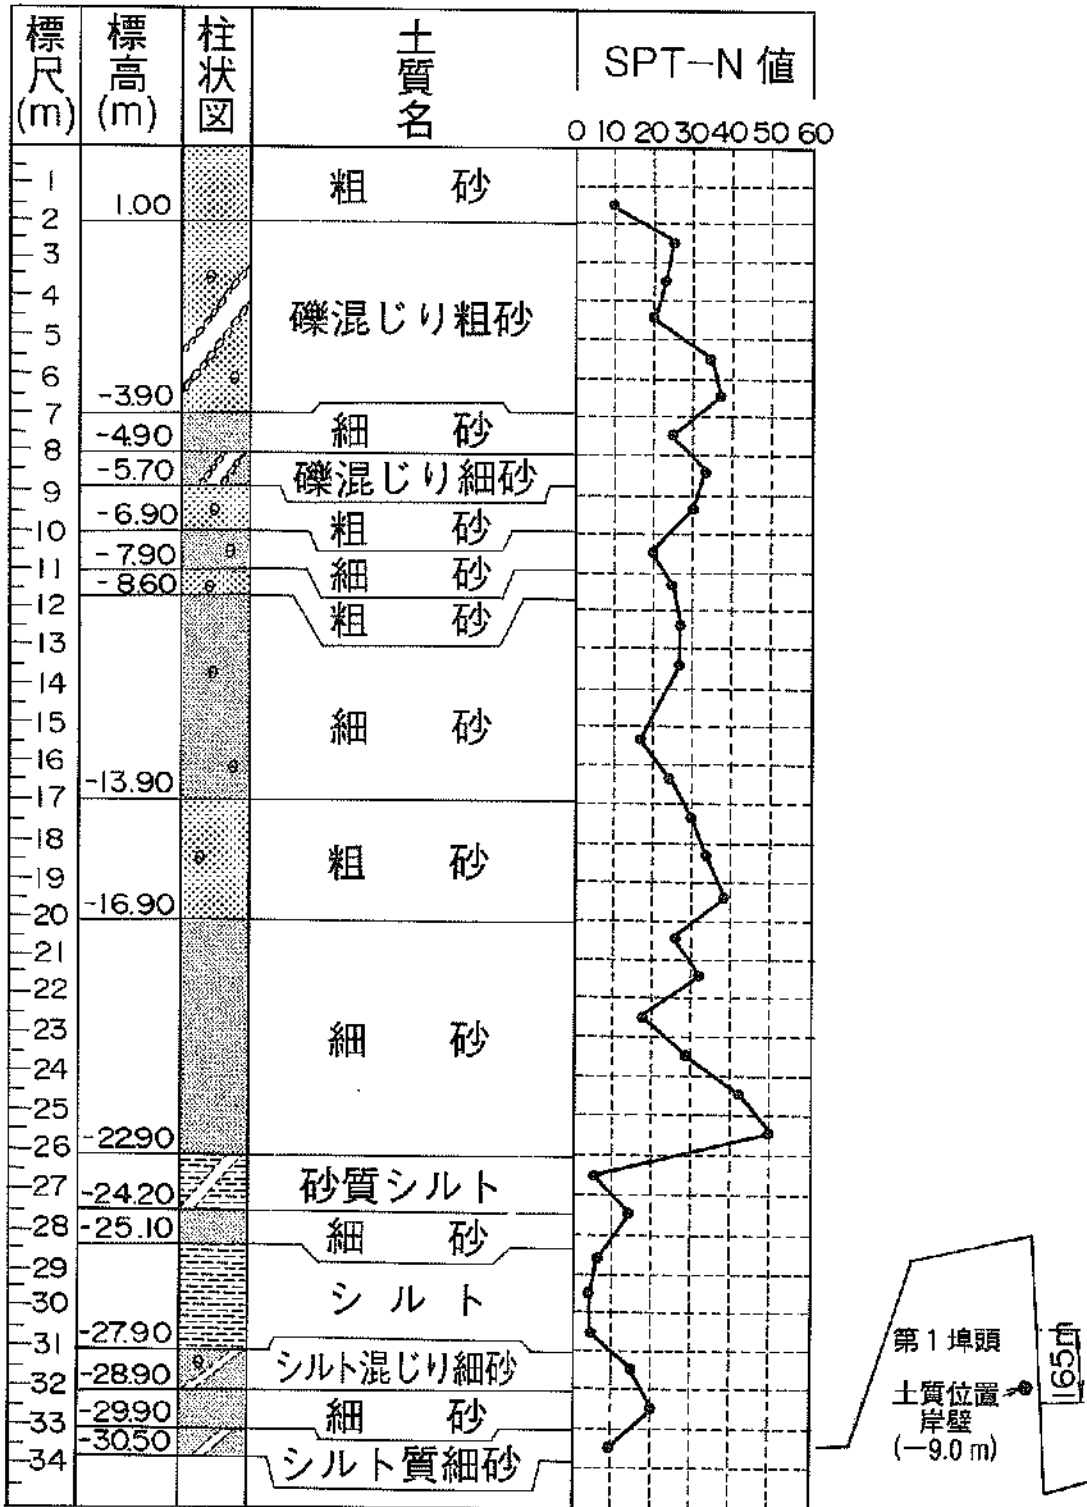 標尺(m)
標高(m)
柱状図
土質名
SPT-N 値
0 10 20 30 40 50 60
1
粗 砂
1.00
2
3
4
礫混じり粗砂
5
6
-3.90
7
-4.90
細 砂
8
-5.70
礫混じり細砂
9
-6.90
粗 砂
10
-7.90
11
細 砂
-8.60
12
粗 砂
13
14
15
細 砂
16
-13.90
17
18
粗 砂
19
-16.90
20
21
22
23
細 砂
24
25
-22.90
26
27
砂質シルト
-24.20
28
-25.10
細 砂
29
30
シルト
-27.90
31
シルト混じり細砂
-28.90
32
-29.90
細 砂
33
-30.50
34
シルト質細砂
第1埠頭
165m
土質位置
岸壁
(-9.0m)